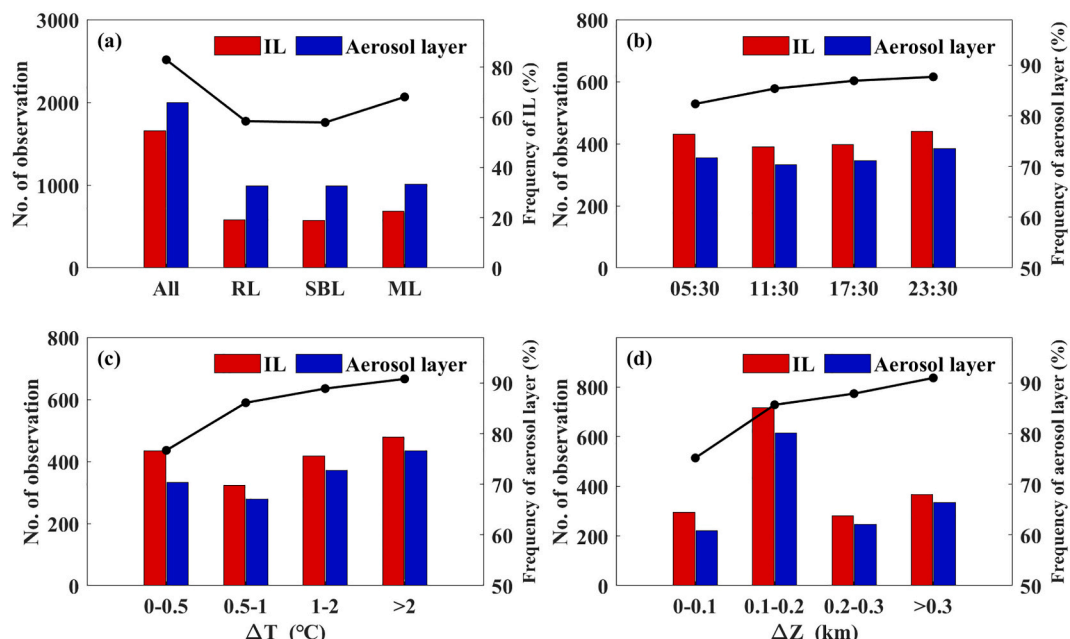 (a)
IL Aerosol layer
No. of observation
3000
2000
1000
0
Frequency of IL (%)
80
60
40
20
0
All RL SBL ML
(b)
IL Aerosol layer
No. of observation
800
600
400
200
0
Frequency of aerosol layer (%)
90
80
70
60
50
05:30 11:30 17:30 23:30
(c)
IL Aerosol layer
No. of observation
800
600
400
200
0
Frequency of aerosol layer (%)
90
80
70
60
50
0-0.5 0.5-1 1-2 >2
ΔT (°C)
(d)
IL Aerosol layer
No. of observation
800
600
400
200
0
Frequency of aerosol layer (%)
90
80
70
60
50
0-0.1 0.1-0.2 0.2-0.3 >0.3
ΔZ (km)